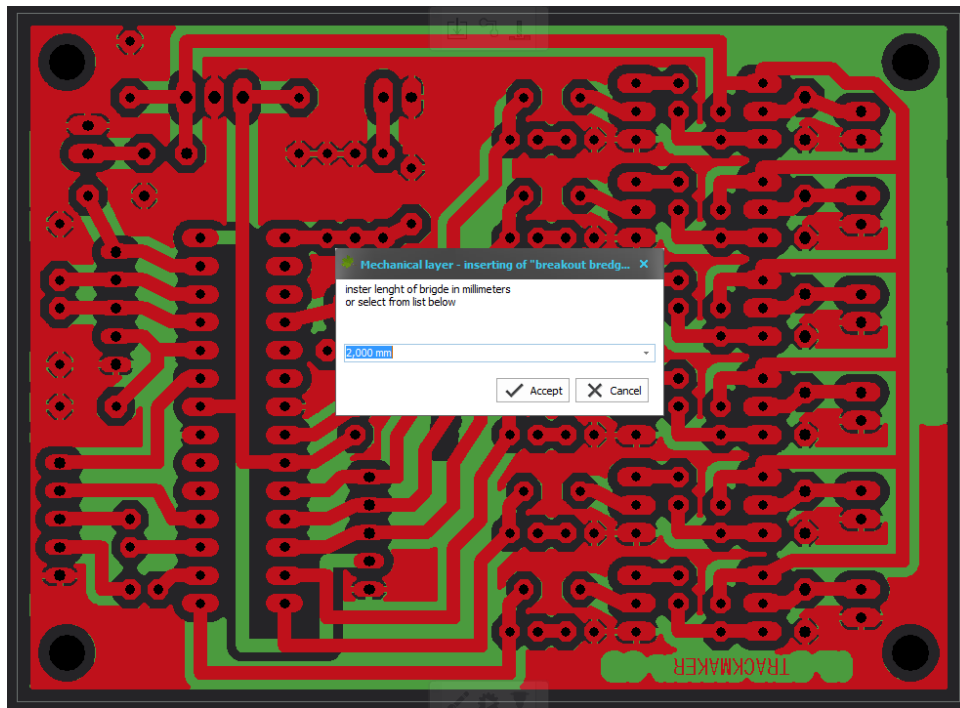 Mechanical layer - inserting of "breakout bredg...
inster lenght of brigde in millimeters
or select from list below
2,000 mm
Accept
Cancel
TRACKMAKER